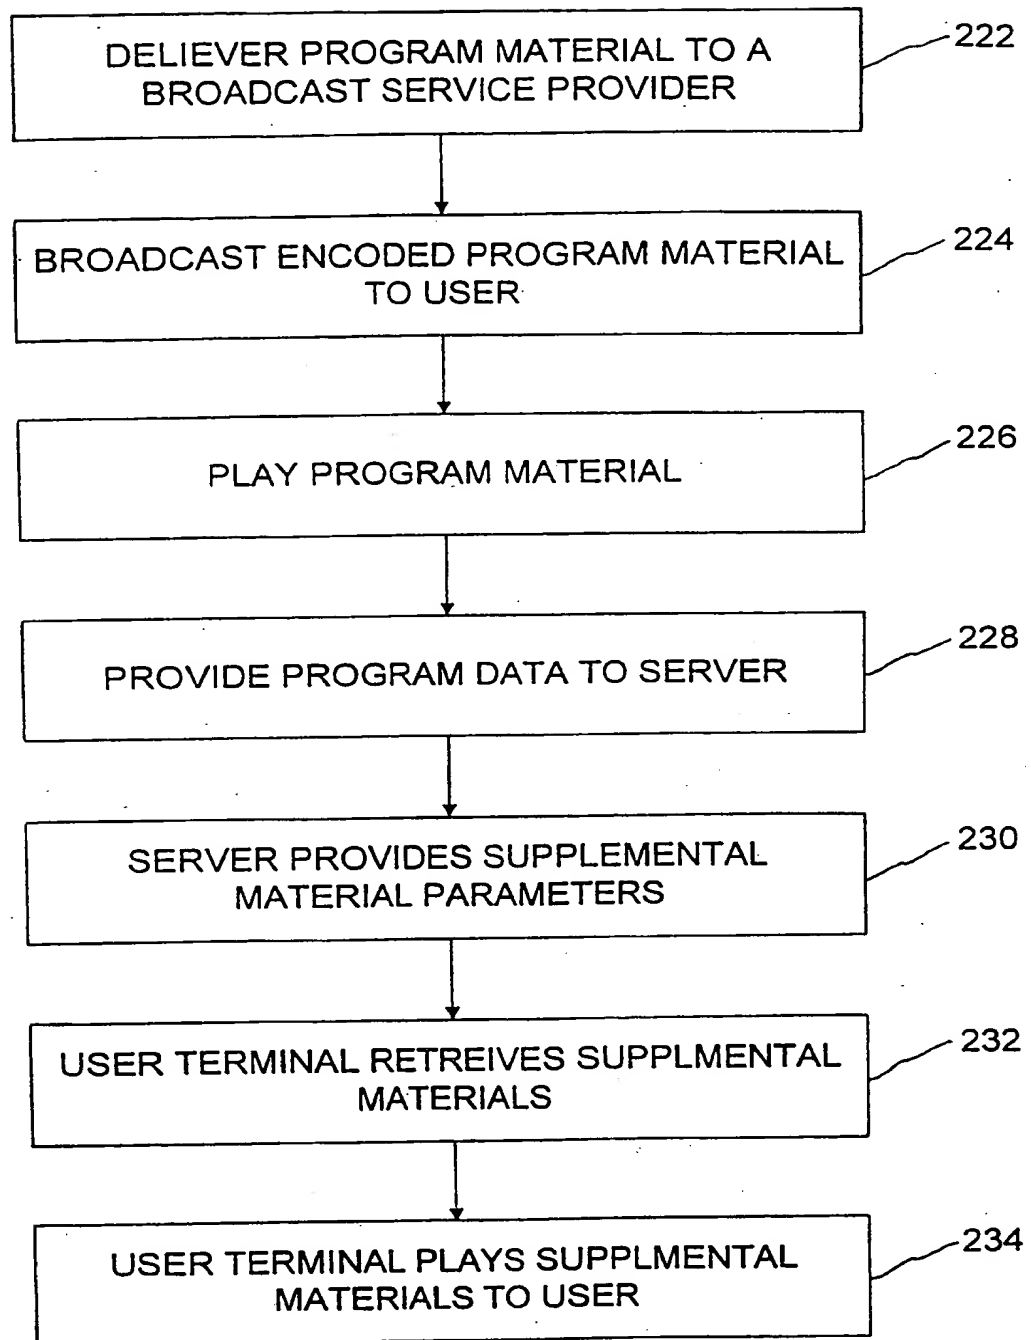 DELIEVER PROGRAM MATERIAL TO A
BROADCAST SERVICE PROVIDER
222
BROADCAST ENCODED PROGRAM MATERIAL
TO USER
224
PLAY PROGRAM MATERIAL
226
PROVIDE PROGRAM DATA TO SERVER
228
SERVER PROVIDES SUPPLEMENTAL
MATERIAL PARAMETERS
230
USER TERMINAL RETREIVES SUPPLMENTAL
MATERIALS
232
USER TERMINAL PLAYS SUPPLMENTAL
MATERIALS TO USER
234